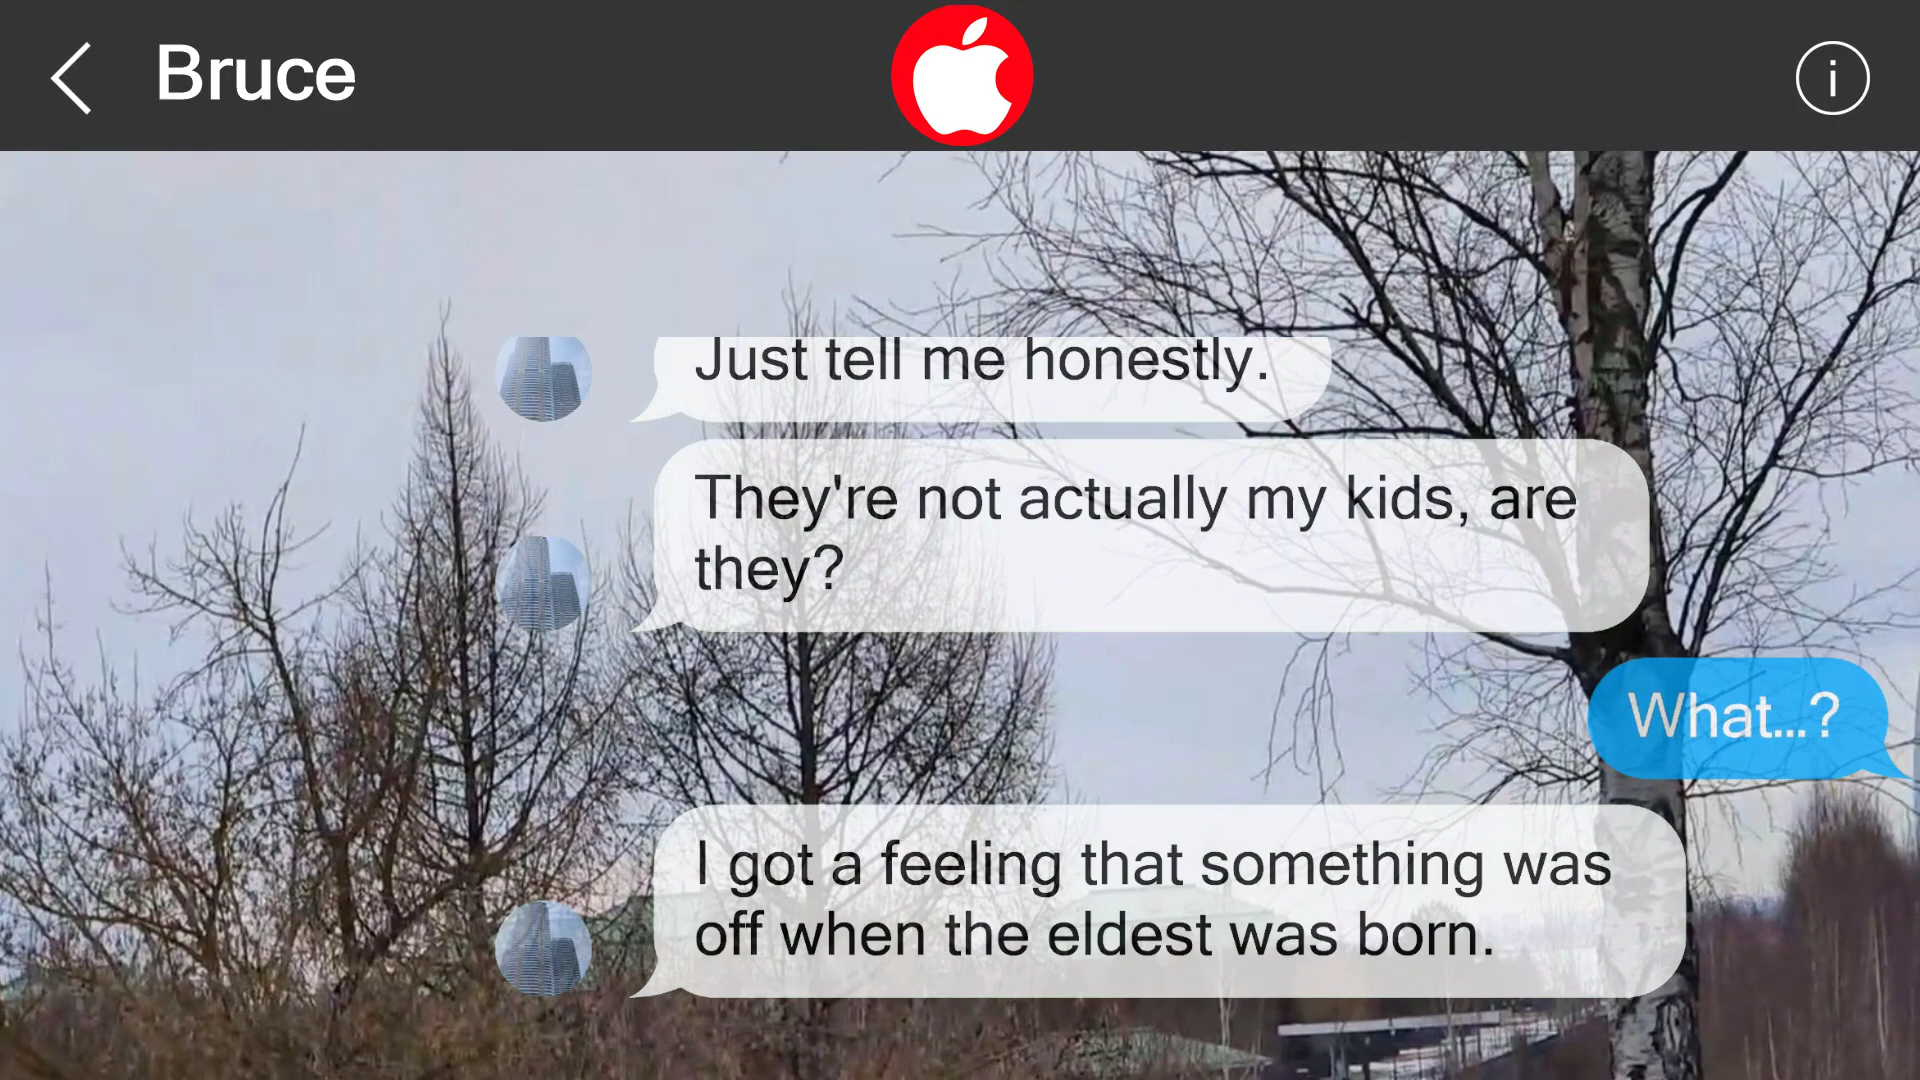 Bruce
i
Just tell me honestly.
They're not actually my kids, are
they?
What...?
I got a feeling that something was
off when the eldest was born.